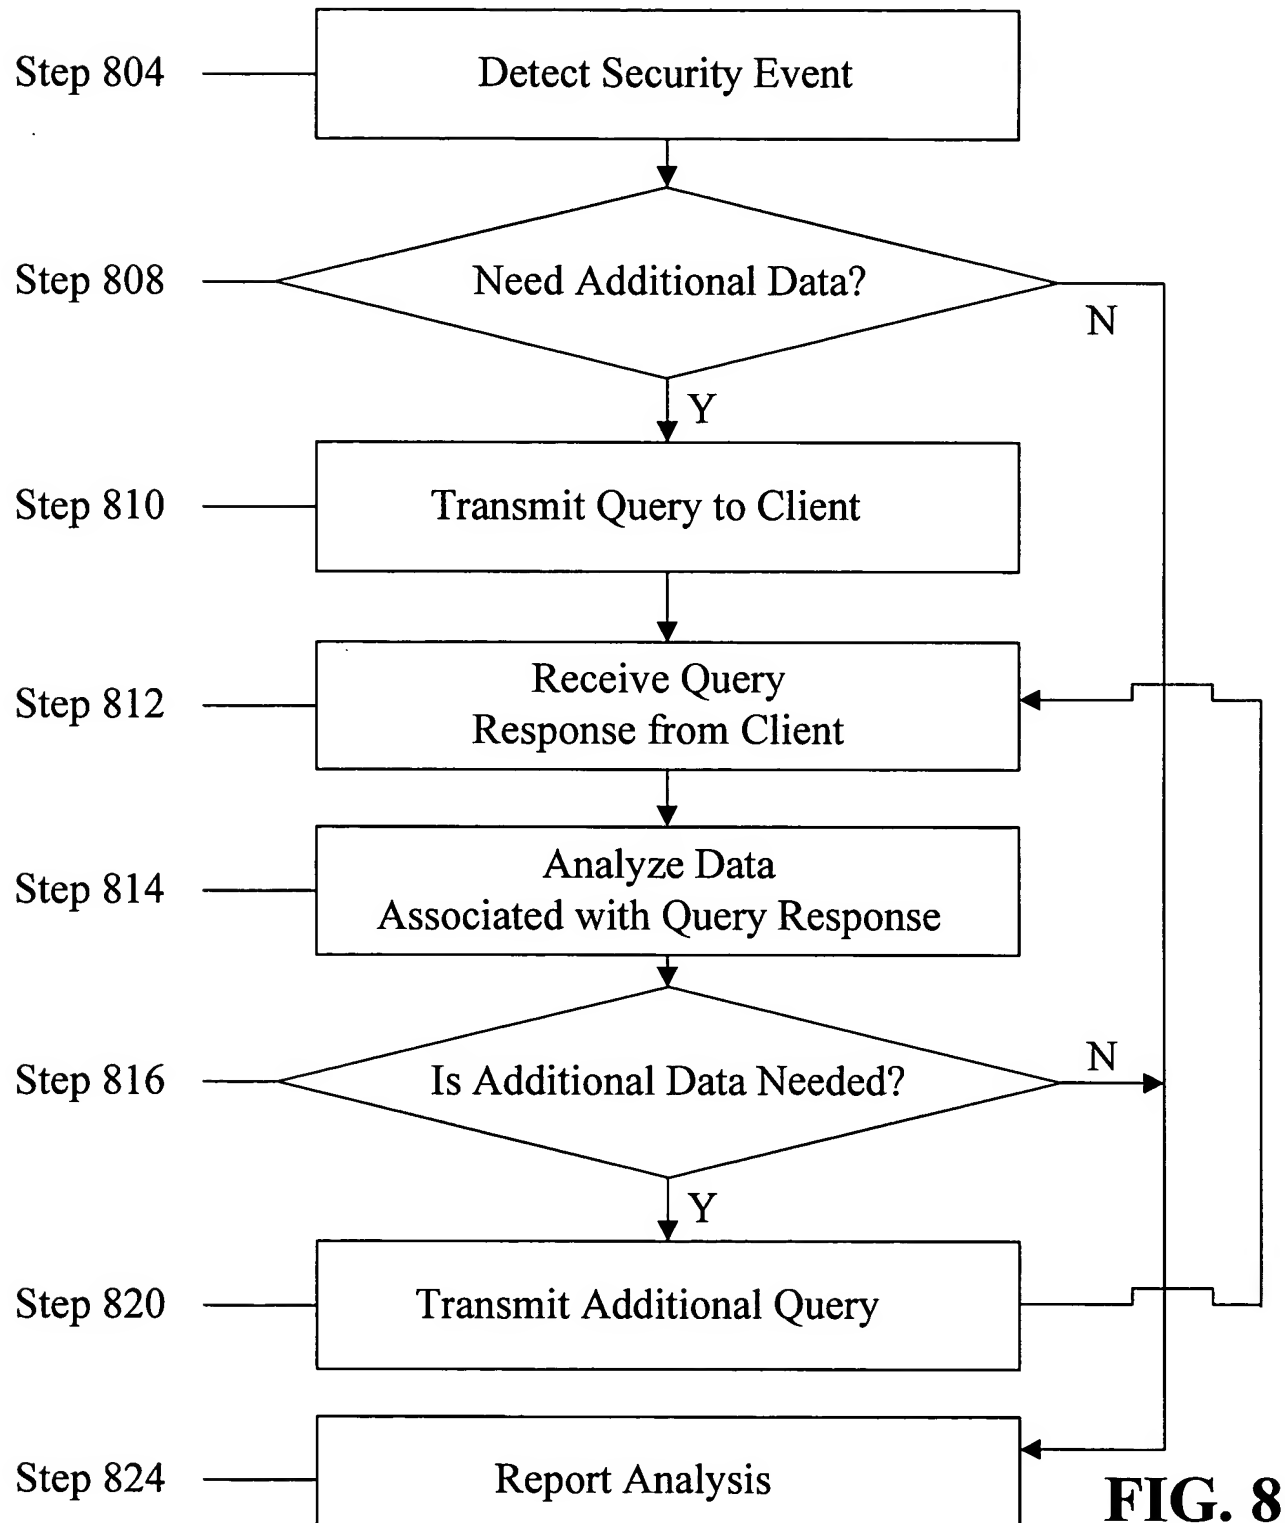 Step 804
Detect Security Event
Step 808
Need Additional Data?
N
Y
Step 810
Transmit Query to Client
Step 812
Receive Query
Response from Client
Step 814
Analyze Data
Associated with Query Response
Step 816
Is Additional Data Needed?
N
Y
Step 820
Transmit Additional Query
Step 824
Report Analysis
FIG. 8